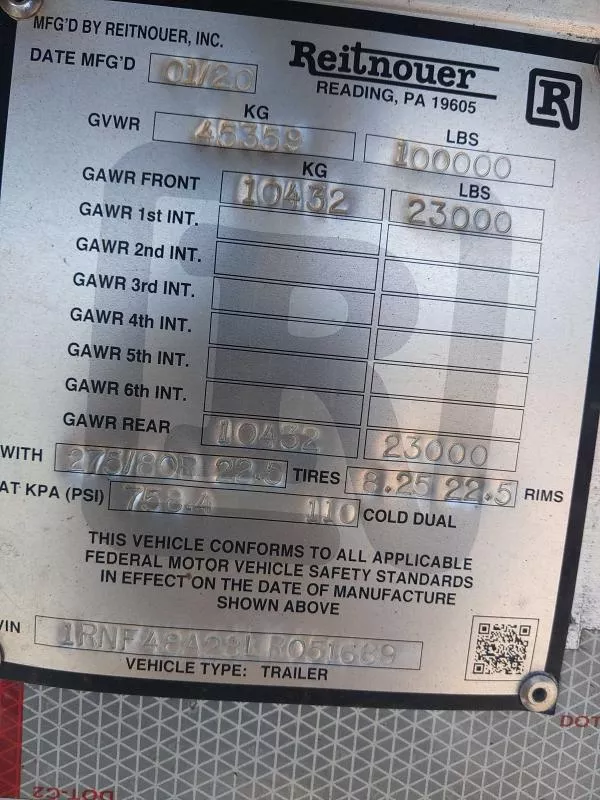 MFG'D BY REITNOUER, INC.
Reitnouer
READING, PA 19605
R
DATE MFG'D 01/20
KG LBS
GVWR 45359 100000
KG LBS
GAWR FRONT 10432 23000
GAWR 1st INT.
GAWR 2nd INT.
GAWR 3rd INT.
GAWR 4th INT.
GAWR 5th INT.
GAWR 6th INT.
GAWR REAR 10432 23000
WITH 275/80R 22.5 TIRES 8.25 22.5 RIMS
AT KPA (PSI) 758.4 110 COLD DUAL
THIS VEHICLE CONFORMS TO ALL APPLICABLE
FEDERAL MOTOR VEHICLE SAFETY STANDARDS
IN EFFECT ON THE DATE OF MANUFACTURE
SHOWN ABOVE
VIN
VEHICLE TYPE: TRAILER
DOT-C2
DOT